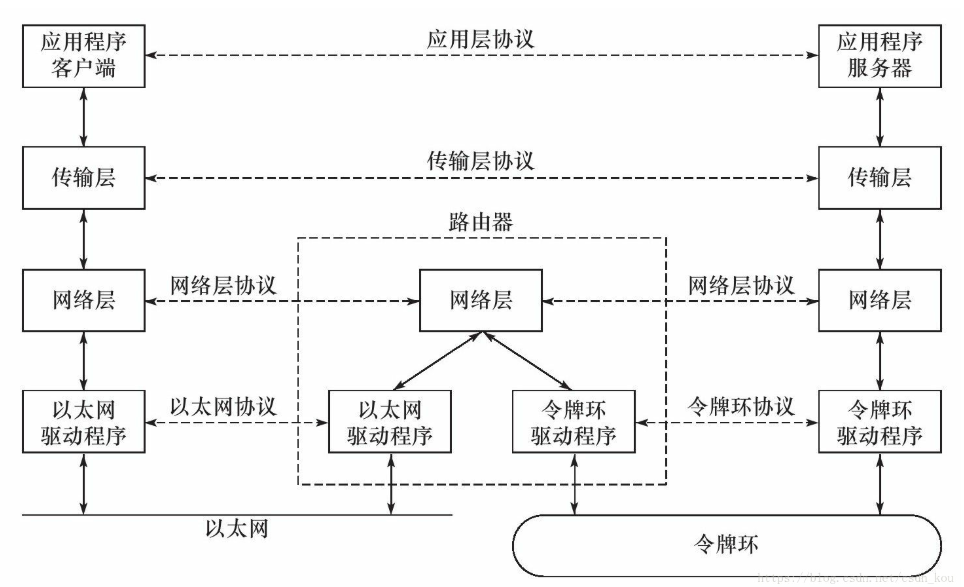 应用程序
客户端
应用层协议
应用程序
服务器
传输层
传输层协议
传输层
路由器
网络层
网络层协议
网络层
网络层协议
网络层
以太网
驱动程序
以太网协议
以太网
驱动程序
令牌环
驱动程序
令牌环协议
令牌环
驱动程序
以太网
令牌环
https://blog.csdn.net/csdn_kou